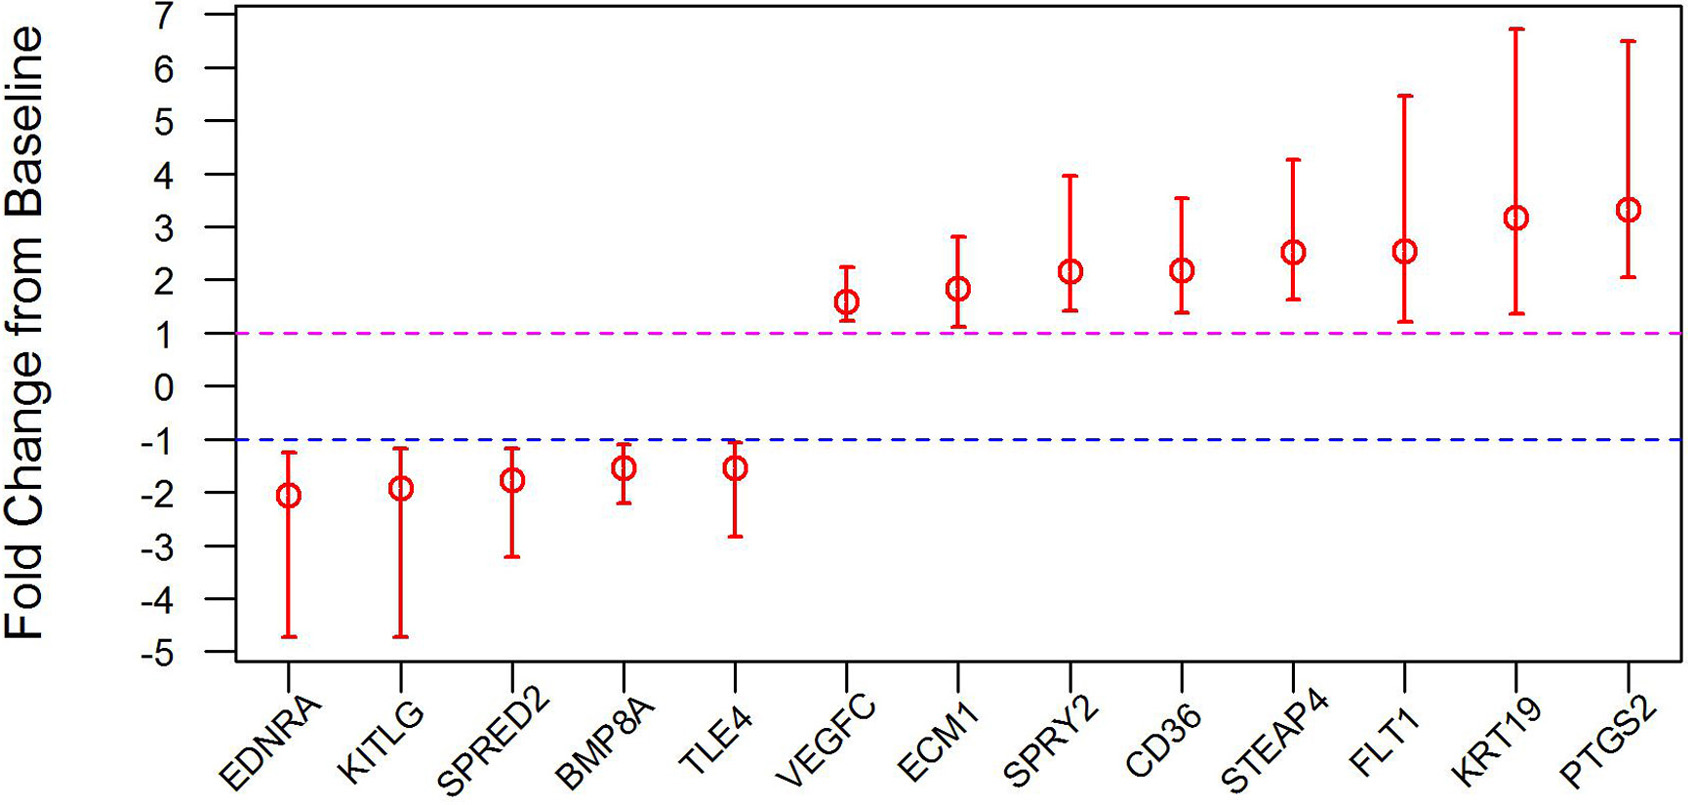 Fold Change from Baseline
7
6
5
4
3
2
1
0
-1
-2
-3
-4
-5
EDNRA
KITLG
SPRED2
BMP8A
TLE4
VEGFC
ECM1
SPRY2
CD36
STEAP4
FLT1
KRT19
PTGS2